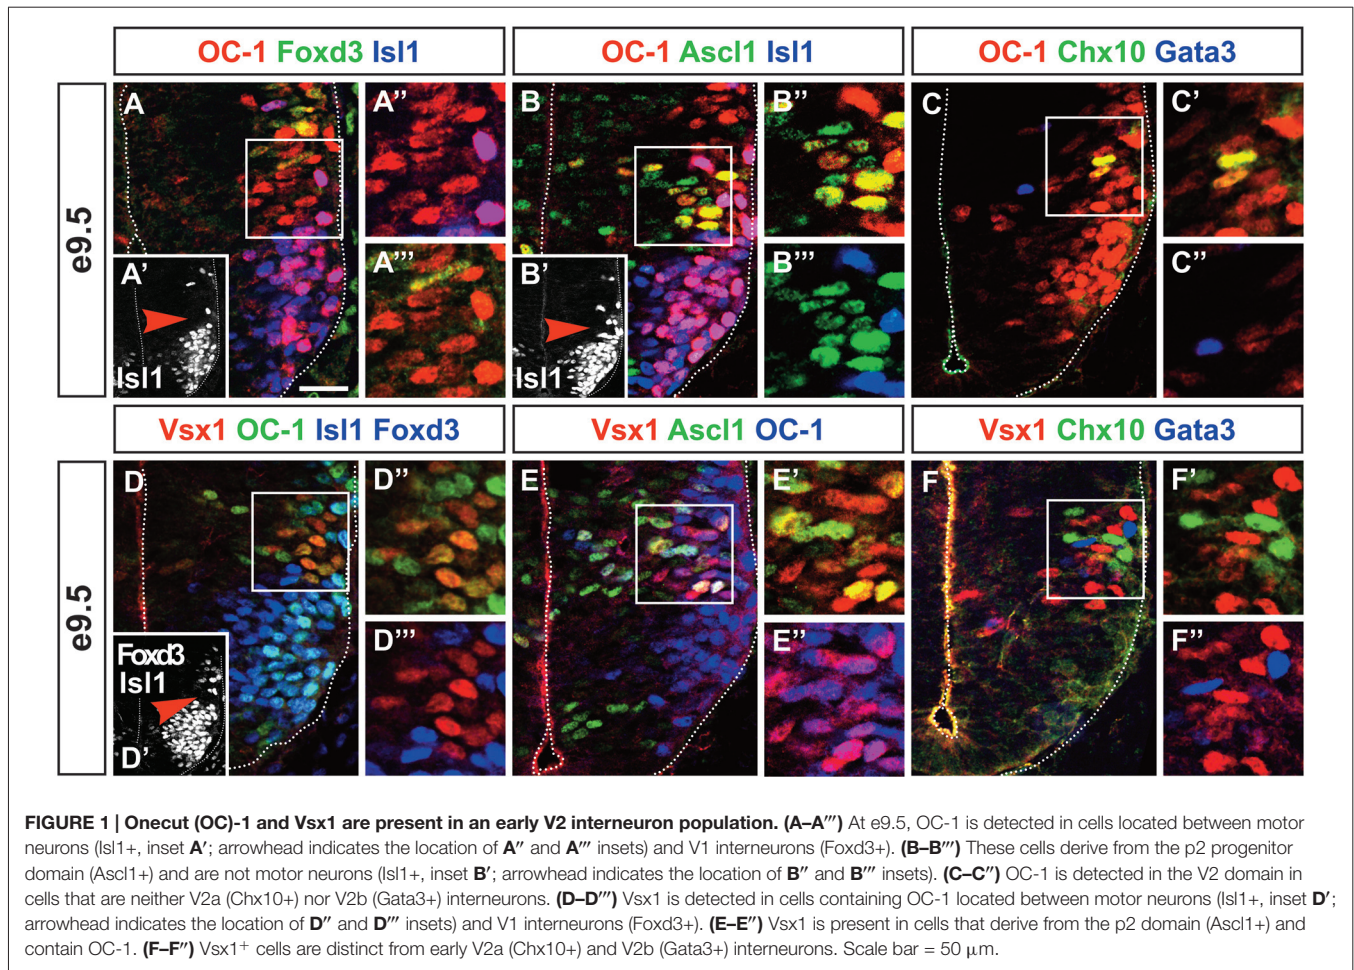 OC-1 Foxd3 Isl1
OC-1 Ascl1 Isl1
OC-1 Chx10 Gata3
e9.5
A
A''
A'''
A'
Isl1
B
B''
B'''
B'
Isl1
C
C'
C''
Vsx1 OC-1 Isl1 Foxd3
Vsx1 Ascl1 OC-1
Vsx1 Chx10 Gata3
e9.5
D
D''
D'''
Foxd3
Isl1
D'
E
E'
E''
F
F'
F''
FIGURE 1 | Onecut (OC)-1 and Vsx1 are present in an early V2 interneuron population. (A–A''') At e9.5, OC-1 is detected in cells located between motor
neurons (Isl1+, inset A'; arrowhead indicates the location of A'' and A''' insets) and V1 interneurons (Foxd3+). (B–B''') These cells derive from the p2 progenitor
domain (Ascl1+) and are not motor neurons (Isl1+, inset B'; arrowhead indicates the location of B'' and B''' insets). (C–C'') OC-1 is detected in the V2 domain in
cells that are neither V2a (Chx10+) nor V2b (Gata3+) interneurons. (D–D''') Vsx1 is detected in cells containing OC-1 located between motor neurons (Isl1+, inset D';
arrowhead indicates the location of D'' and D''' insets) and V1 interneurons (Foxd3+). (E–E'') Vsx1 is present in cells that derive from the p2 domain (Ascl1+) and
contain OC-1. (F–F'') Vsx1⁺ cells are distinct from early V2a (Chx10+) and V2b (Gata3+) interneurons. Scale bar = 50 μm.